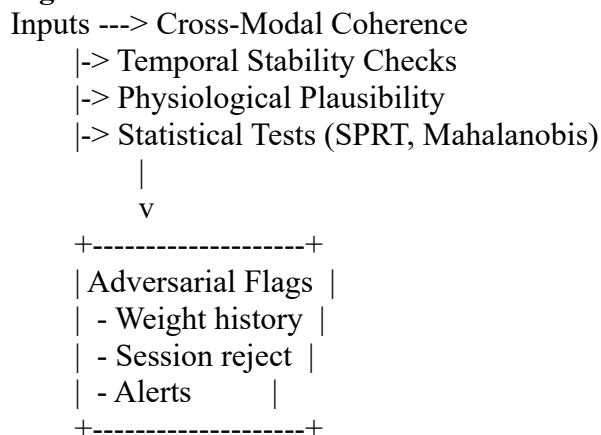 Inputs ---> Cross-Modal Coherence
|-> Temporal Stability Checks
|-> Physiological Plausibility
|-> Statistical Tests (SPRT, Mahalanobis)
|
v
+--------------------+
| Adversarial Flags |
| - Weight history |
| - Session reject |
| - Alerts |
+--------------------+